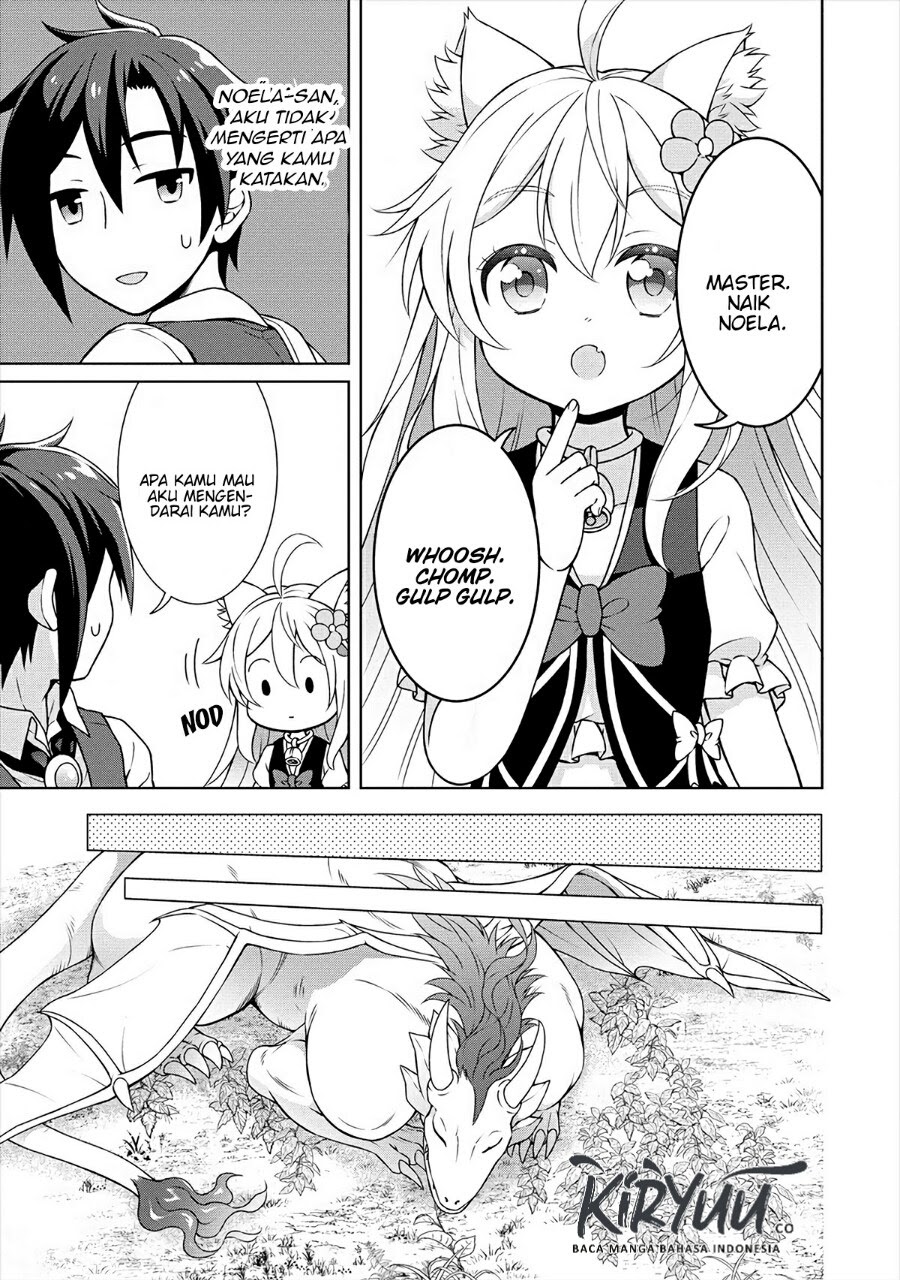 MASTER.
NAIK
NOELA.
WHOOSH.
CHOMP.
GULP GULP.
NOELA-SAN,
AKU TIDAK
MENGERTI APA
YANG KAMU
KATAKAN.
APA KAMU MAU
AKU MENGEN-
DARAI KAMU?
NOD
KIRYUU.CO
BACA MANGA BAHASA INDONESIA